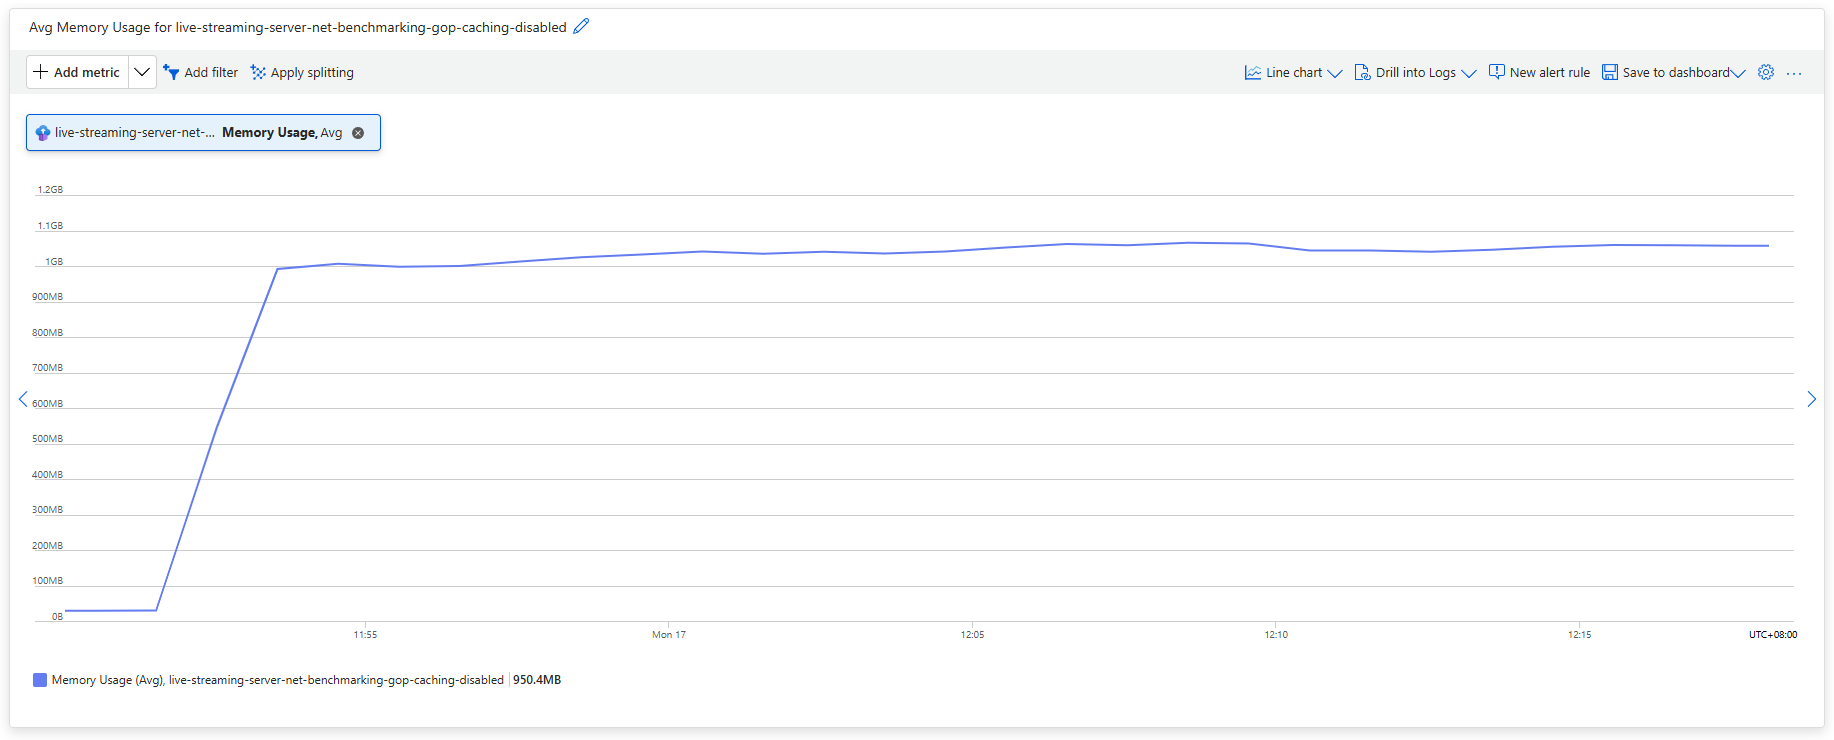 Avg Memory Usage for live-streaming-server-net-benchmarking-gop-caching-disabled
Add metric Add filter Apply splitting Line chart Drill into Logs New alert rule Save to dashboard ...
live-streaming-server-net-... Memory Usage, Avg
1.2GB
1.1GB
1GB
900MB
800MB
700MB
600MB
500MB
400MB
300MB
200MB
100MB
0B
11:55 Mon 17 12:05 12:10 12:15 UTC+08:00
Memory Usage (Avg), live-streaming-server-net-benchmarking-gop-caching-disabled 950.4MB